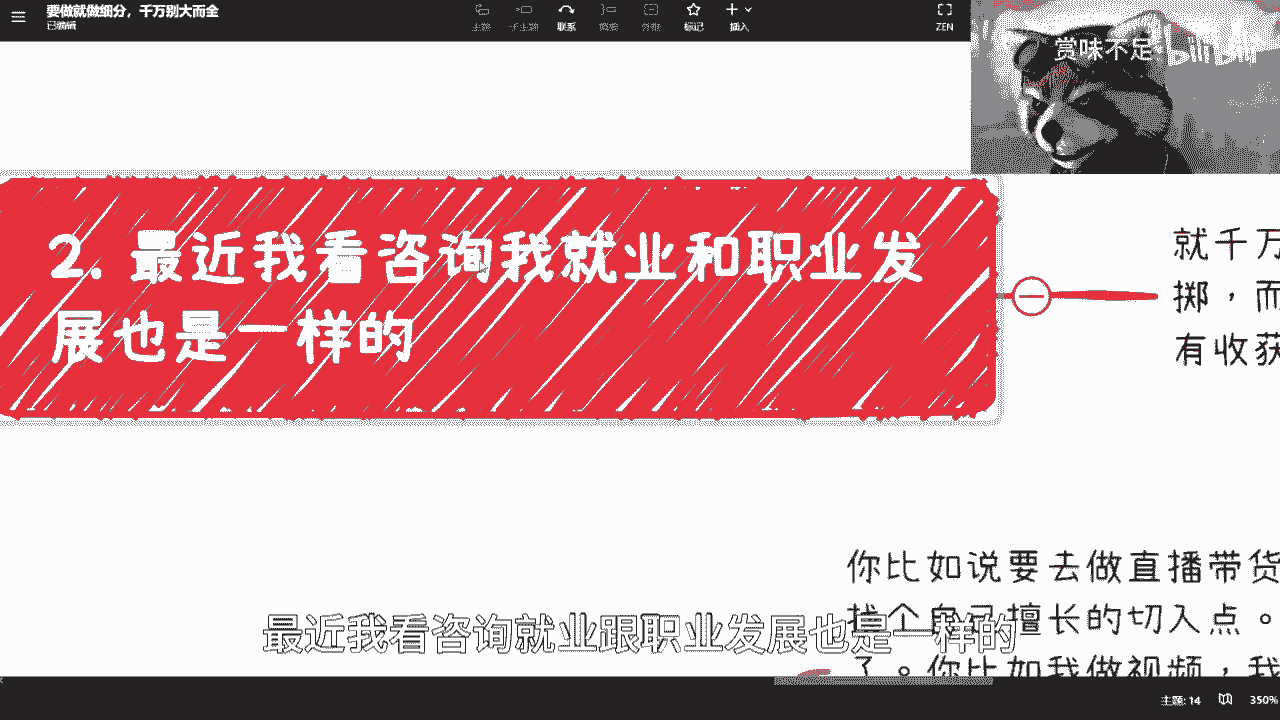 要做就做细分，千万别大而全
已编辑
主题
子主题
联系
概要
外框
标记
插入
ZEN
赏味不足
bilibili
2. 最近我看咨询我就业和职业发
展也是一样的
就千万
掷，而
有收获
你比如说要去做直播带货
找个自己擅长的切入点。
了。你比如我做视频，我
最近我看咨询就业跟职业发展也是一样的
主题: 14
350%